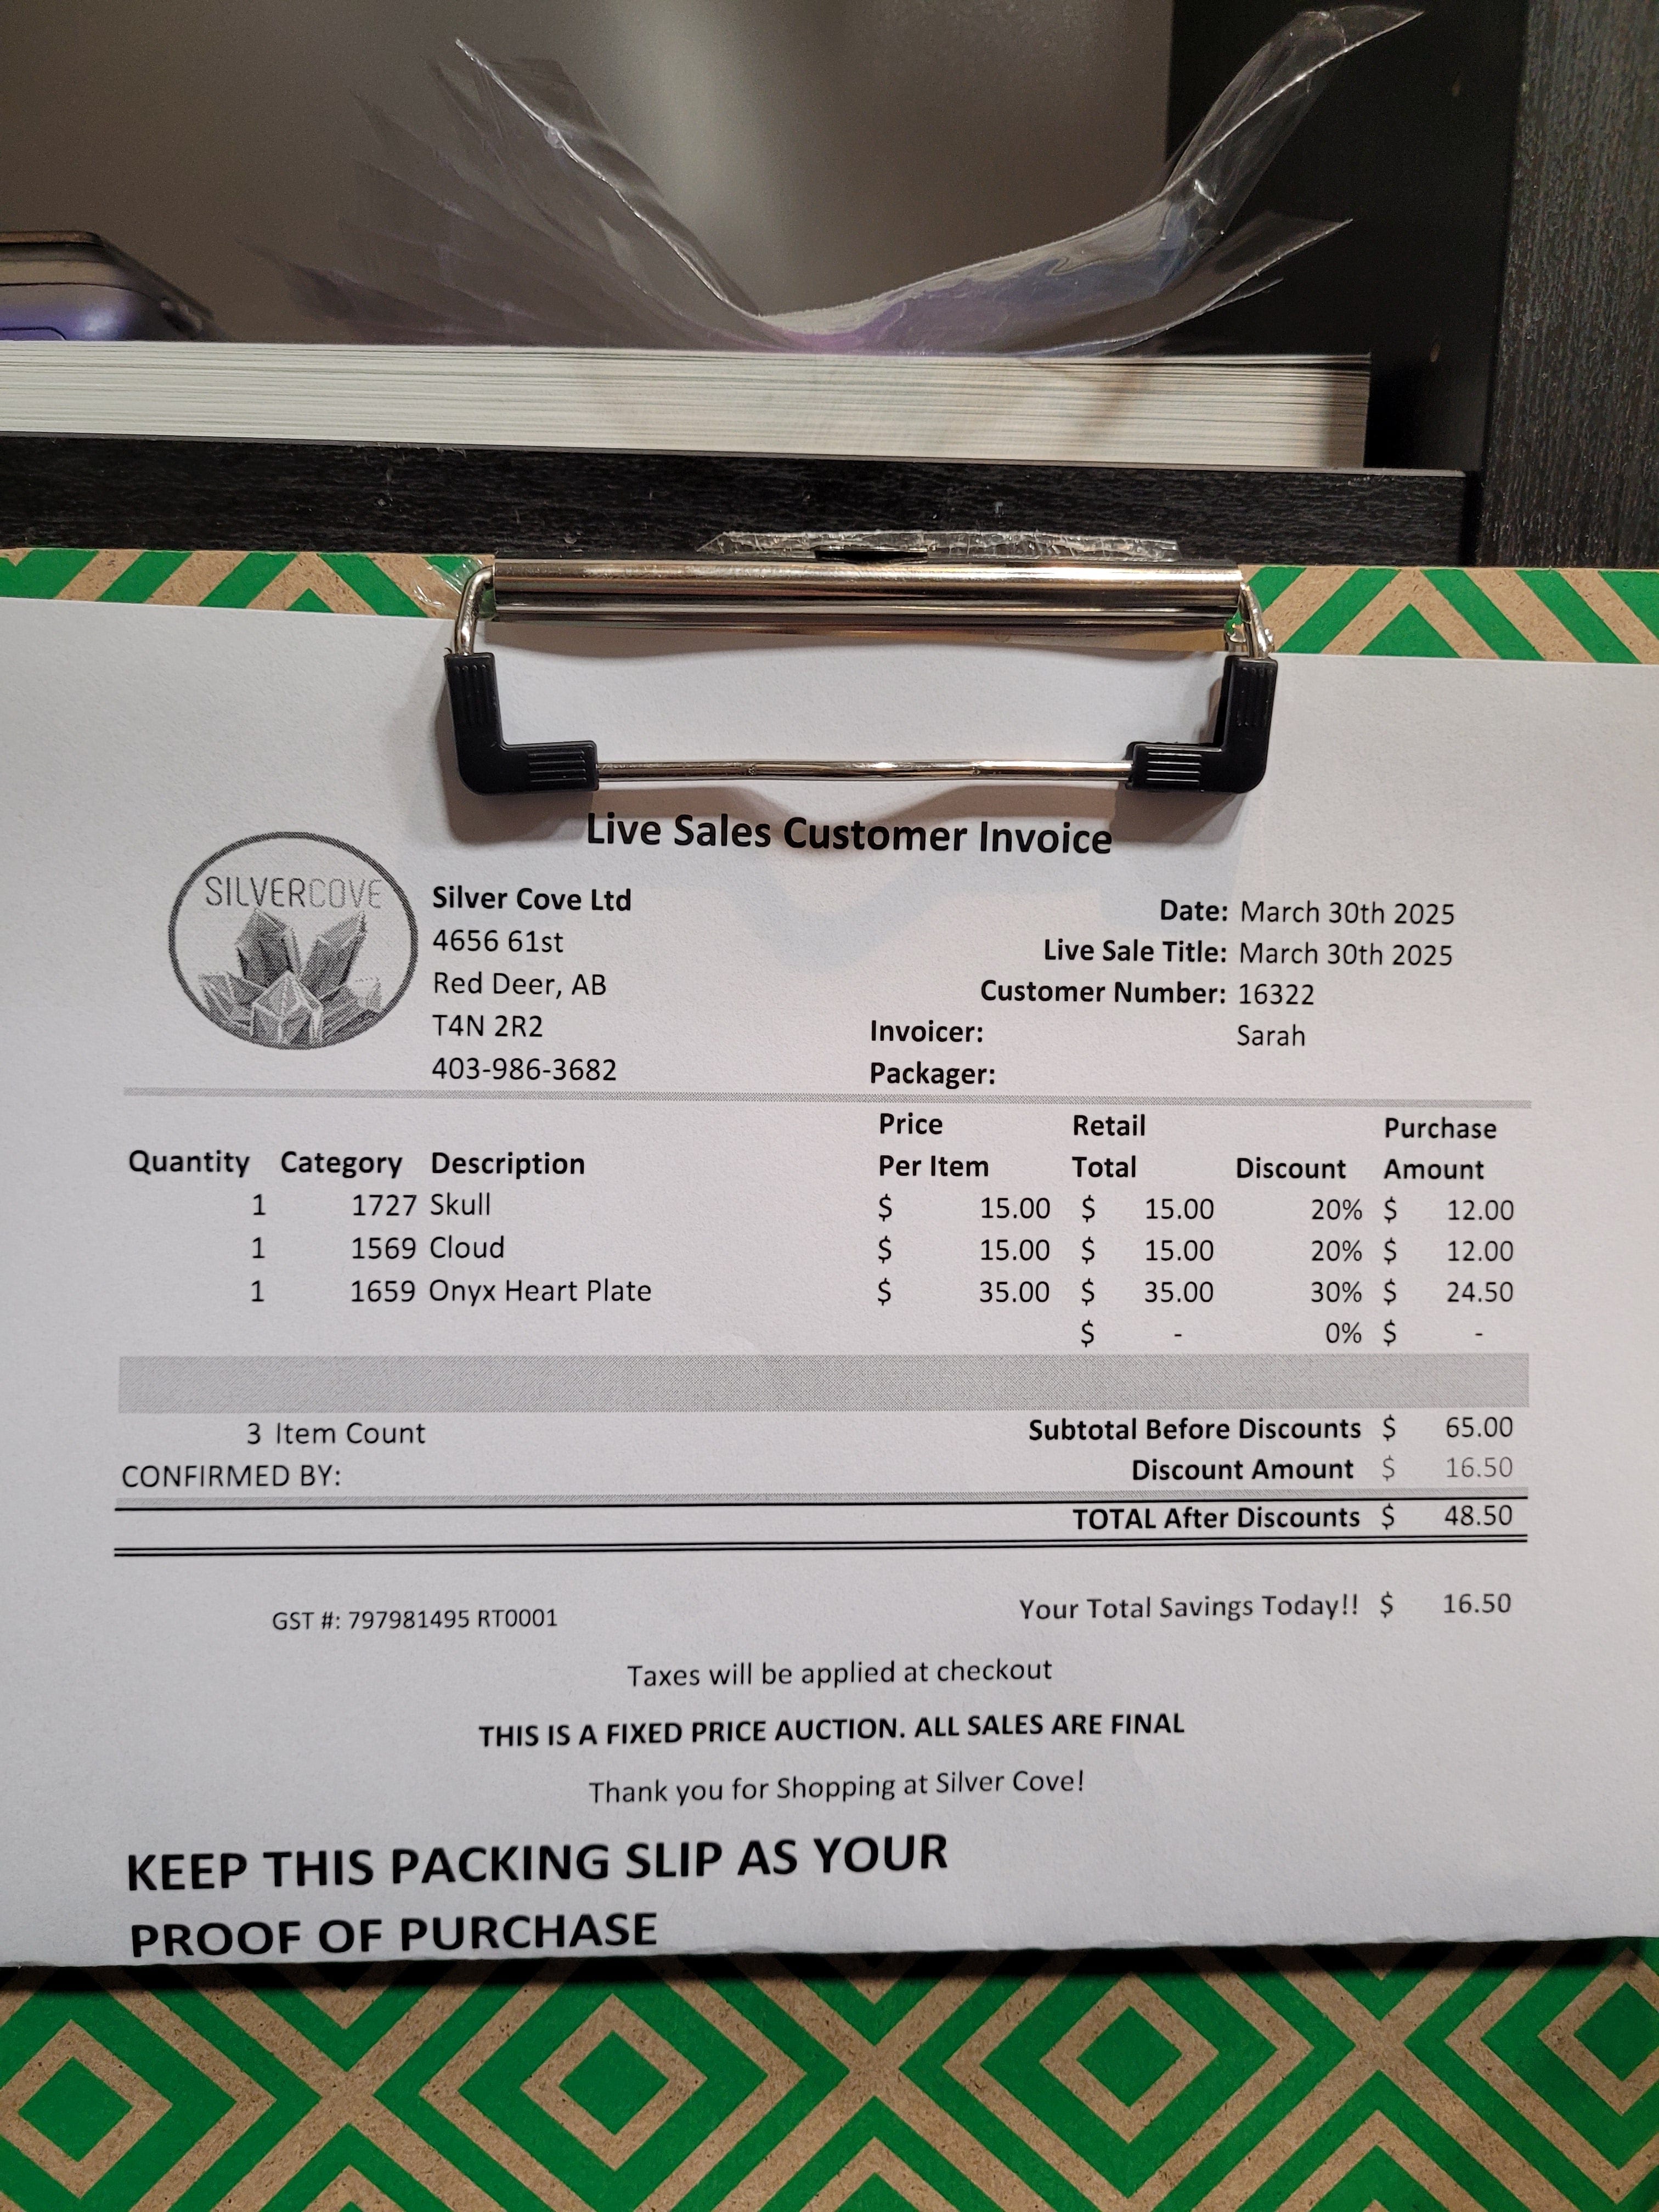 Live Sales Customer Invoice
SILVERCOVE
Silver Cove Ltd
4656 61st
Red Deer, AB
T4N 2R2
403-986-3682
Date: March 30th 2025
Live Sale Title: March 30th 2025
Customer Number: 16322
Invoicer: Sarah
Packager:
Quantity Category Description Price Per Item Retail Total Discount Purchase Amount
1 1727 Skull $ 15.00 $ 15.00 20% $ 12.00
1 1569 Cloud $ 15.00 $ 15.00 20% $ 12.00
1 1659 Onyx Heart Plate $ 35.00 $ 35.00 30% $ 24.50
$ - 0% $ -
3 Item Count Subtotal Before Discounts $ 65.00
CONFIRMED BY: Discount Amount $ 16.50
TOTAL After Discounts $ 48.50
GST #: 797981495 RT0001 Your Total Savings Today!! $ 16.50
Taxes will be applied at checkout
THIS IS A FIXED PRICE AUCTION. ALL SALES ARE FINAL
Thank you for Shopping at Silver Cove!
KEEP THIS PACKING SLIP AS YOUR
PROOF OF PURCHASE